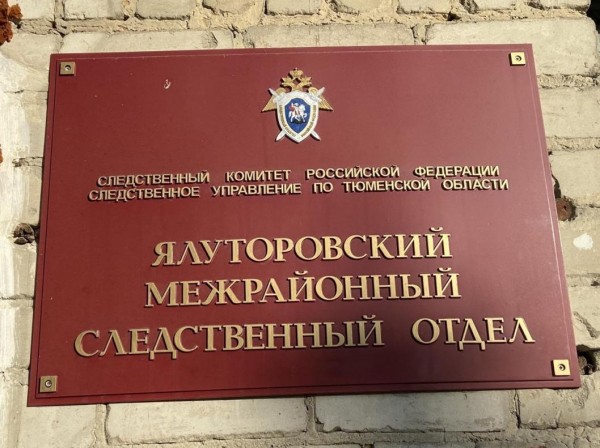 СЛЕДСТВЕННЫЙ КОМИТЕТ РОССИЙСКОЙ ФЕДЕРАЦИИ
СЛЕДСТВЕННОЕ УПРАВЛЕНИЕ ПО ТЮМЕНСКОЙ ОБЛАСТИ
ЯЛУТОРОВСКИЙ
МЕЖРАЙОННЫЙ
СЛЕДСТВЕННЫЙ ОТДЕЛ